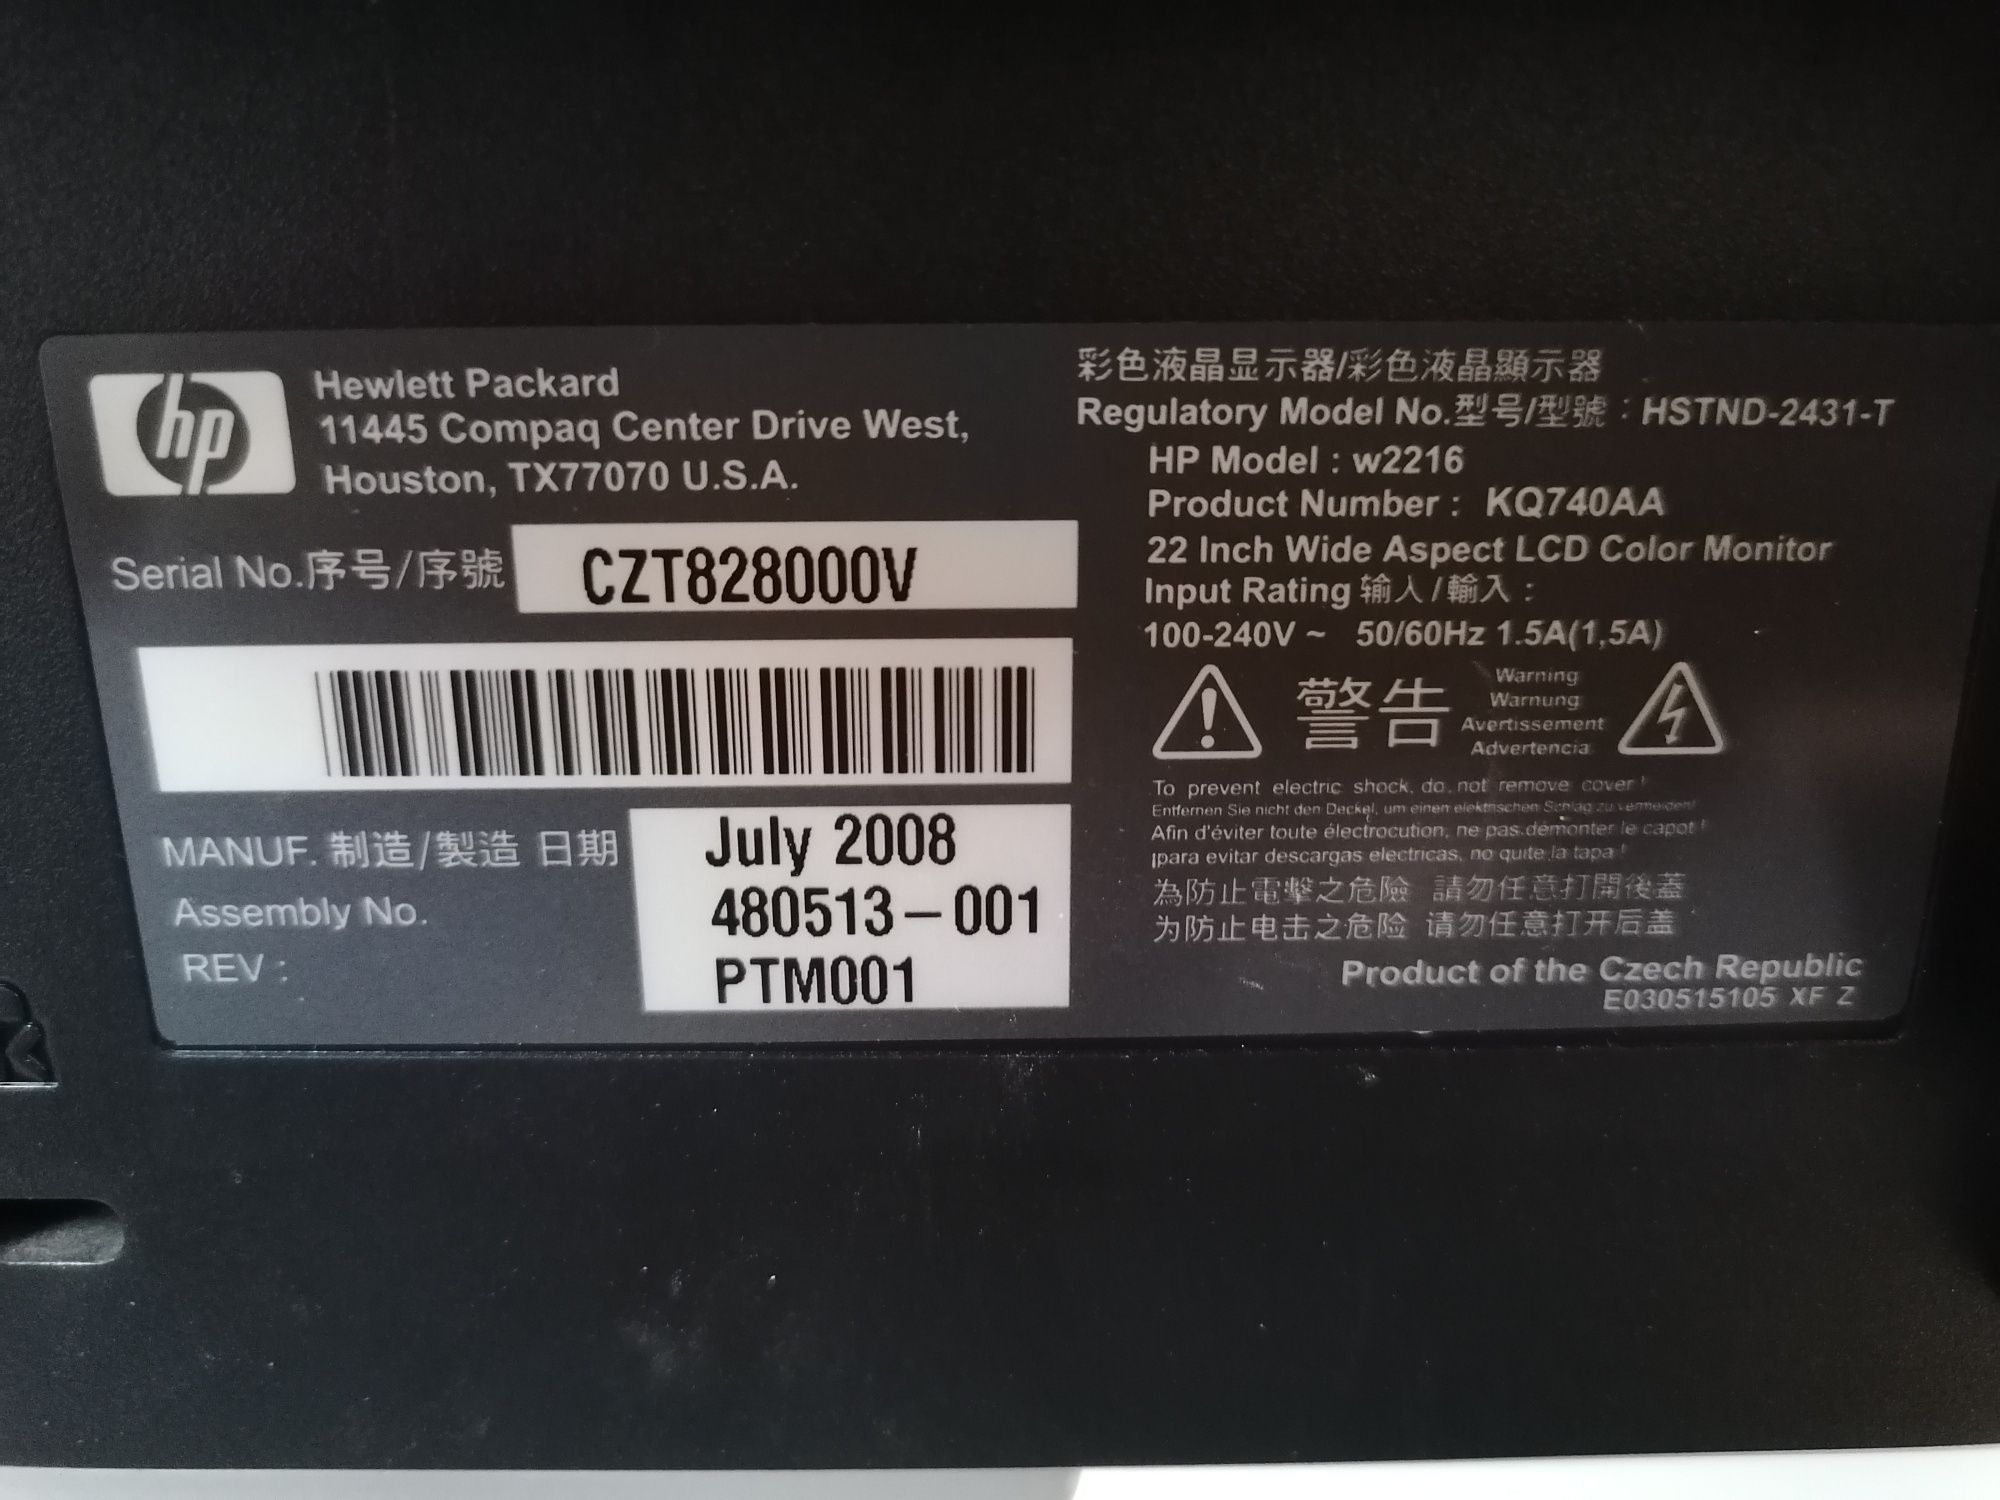 hp
Hewlett Packard
11445 Compaq Center Drive West,
Houston, TX77070 U.S.A.
Serial No.序号/序號 CZT828000V
MANUF. 制造/製造 日期 July 2008
Assembly No. 480513-001
REV : PTM001
彩色液晶显示器/彩色液晶顯示器
Regulatory Model No.型号/型號 : HSTND-2431-T
HP Model : w2216
Product Number : KQ740AA
22 Inch Wide Aspect LCD Color Monitor
Input Rating 输入/輸入 :
100-240V ~ 50/60Hz 1.5A(1,5A)
警告
Warning
Warnung
Avertissement
Advertencia
To prevent electric shock, do not remove cover !
Entfernen Sie nicht den Deckel, um einen elektrischen Schlag zu vermeiden!
Afin d'éviter toute électrocution, ne pas démonter le capot !
¡para evitar descargas electricas, no quite la tapa !
為防止電擊之危險 請勿任意打開後蓋
为防止电击之危险 请勿任意打开后盖
Product of the Czech Republic
E030515105 XF Z